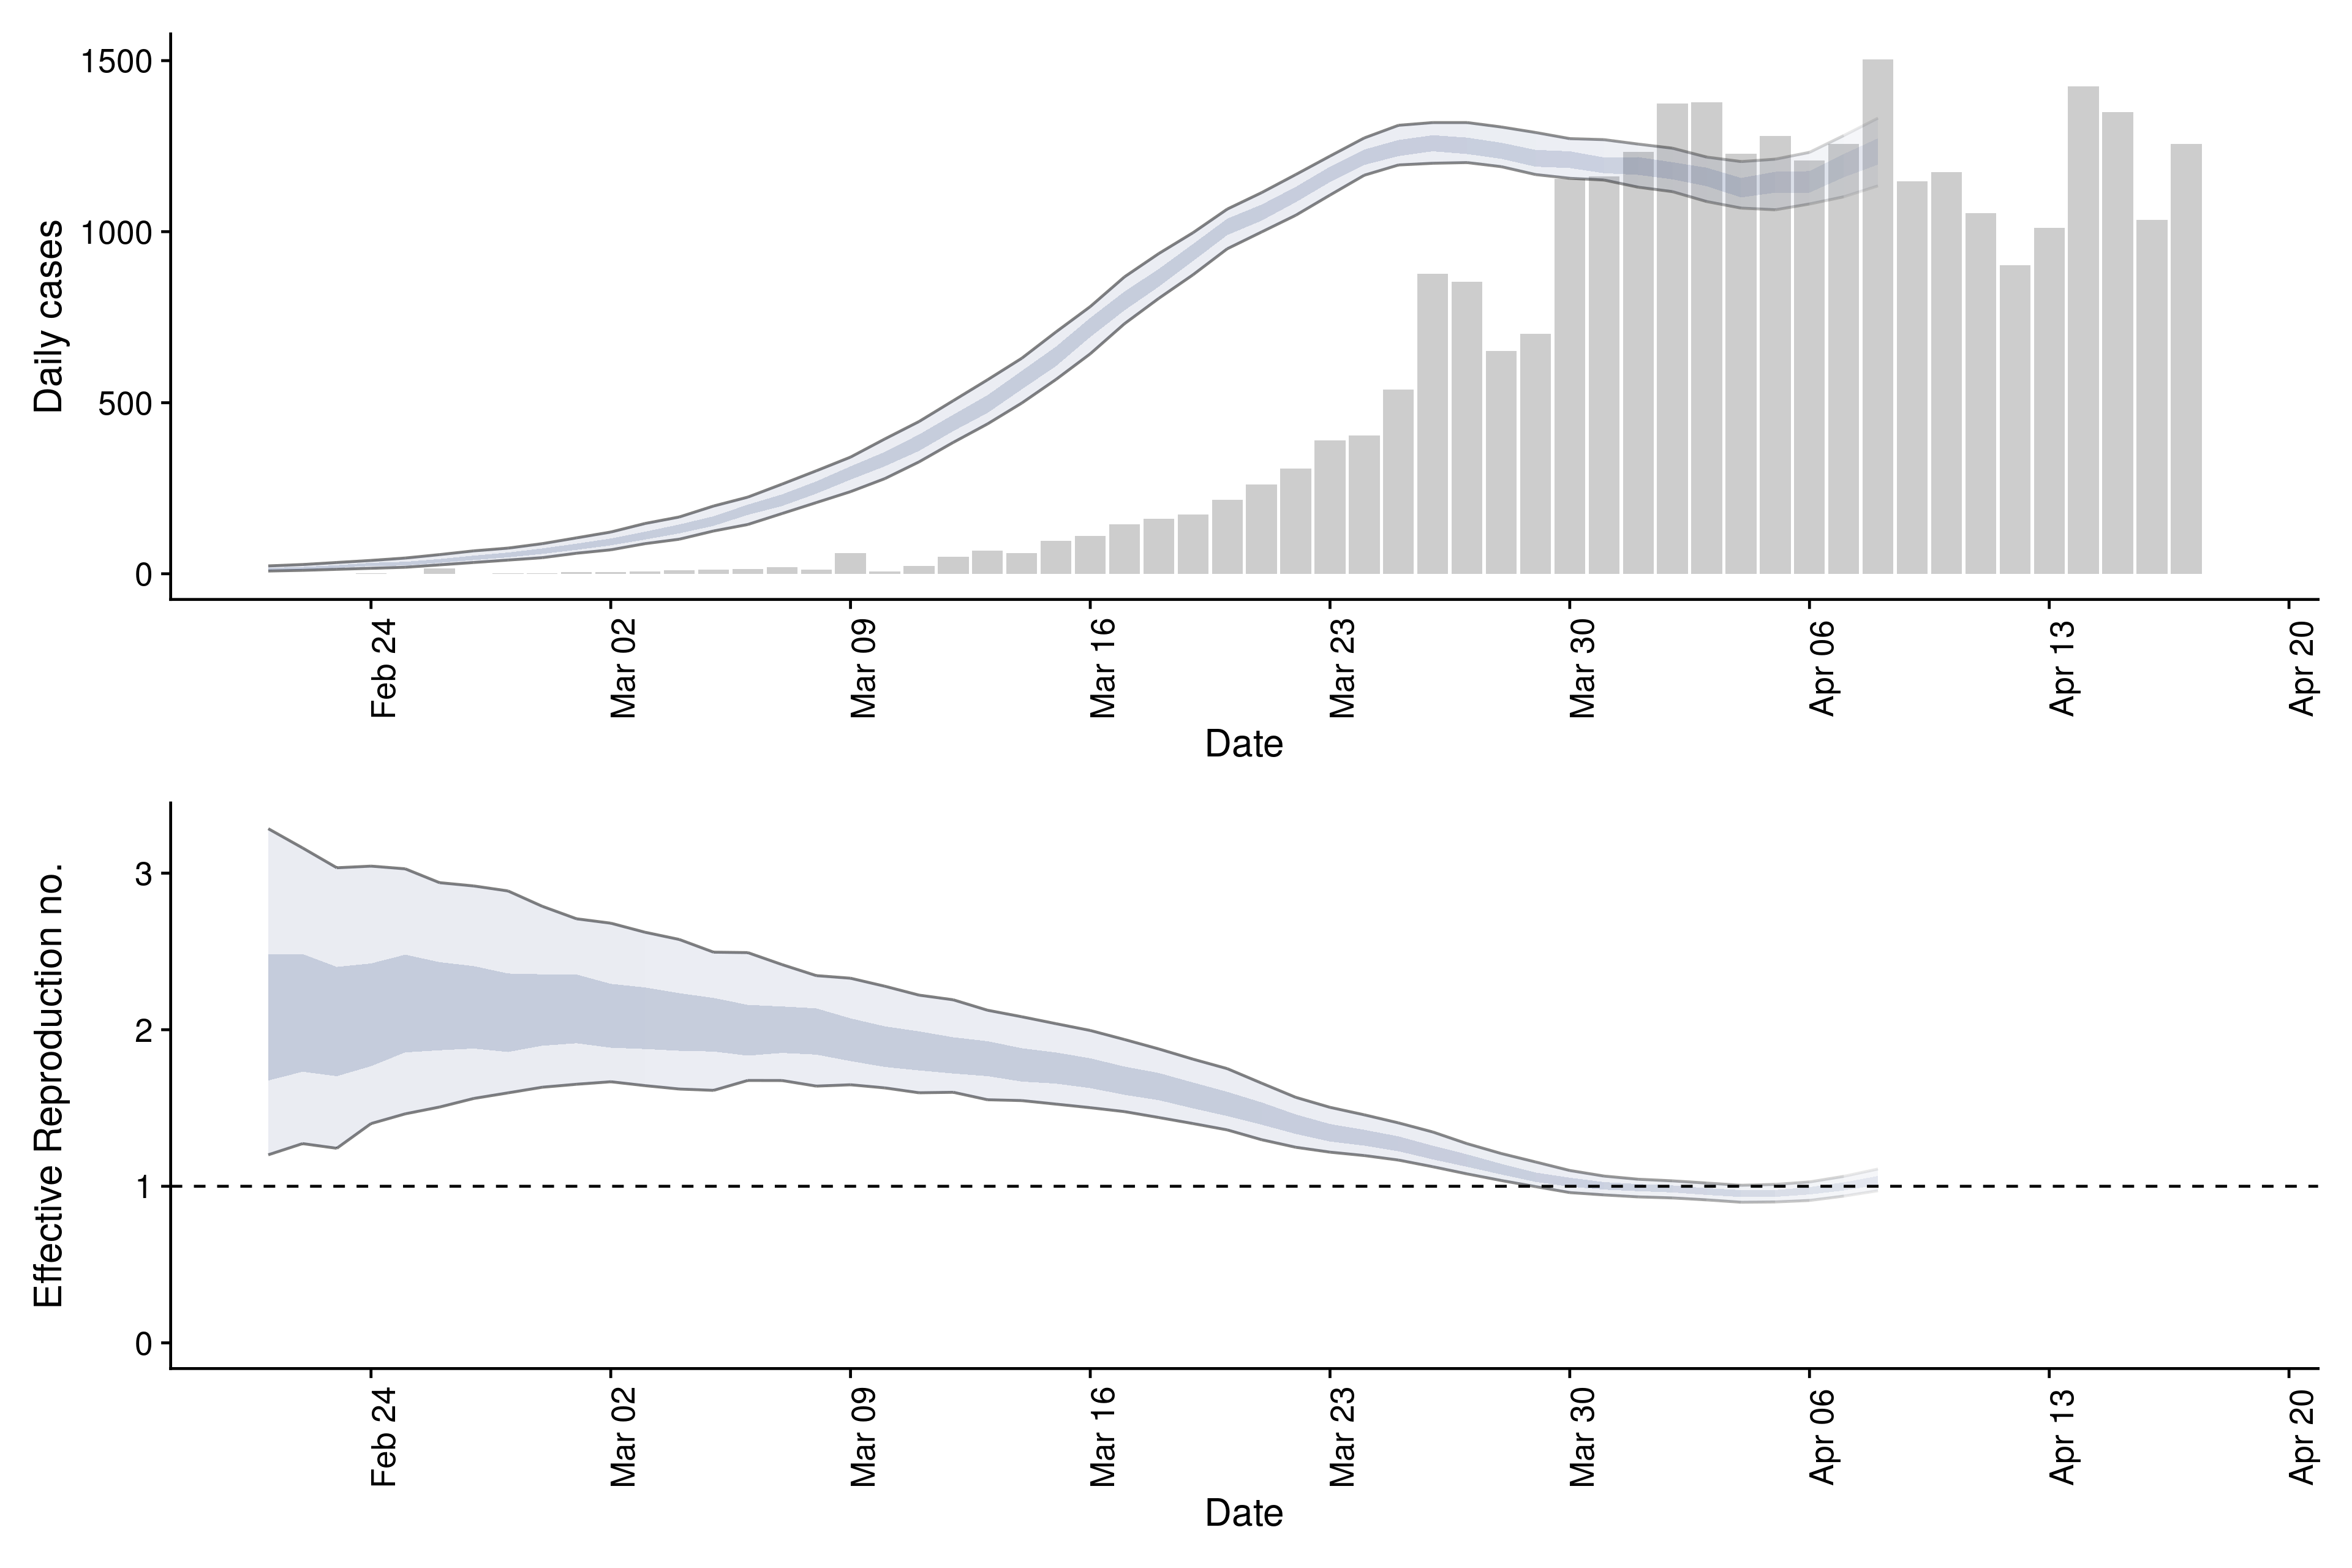 Daily cases
1500
1000
500
0
Feb 24
Mar 02
Mar 09
Mar 16
Mar 23
Mar 30
Apr 06
Apr 13
Apr 20
Date
Effective Reproduction no.
3
2
1
0
Feb 24
Mar 02
Mar 09
Mar 16
Mar 23
Mar 30
Apr 06
Apr 13
Apr 20
Date